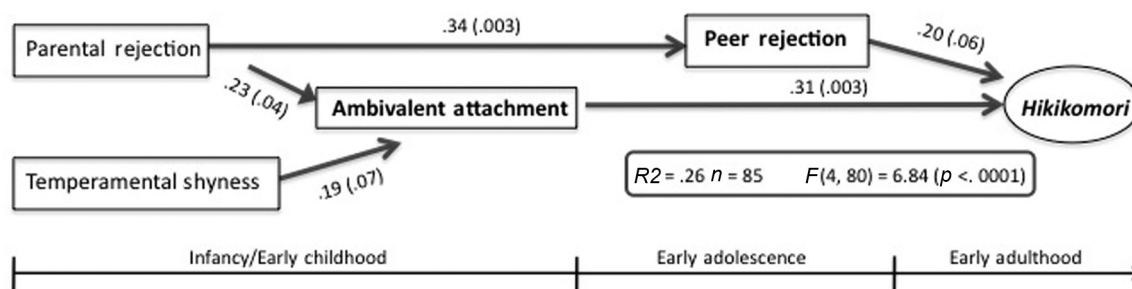 .34 (.003)
Parental rejection
Peer rejection
.20 (.06)
.23 (.04)
.31 (.003)
Ambivalent attachment
Hikikomori
Temperamental shyness
.19 (.07)
R2 = .26 n = 85 F(4, 80) = 6.84 (p <. 0001)
Infancy/Early childhood
Early adolescence
Early adulthood